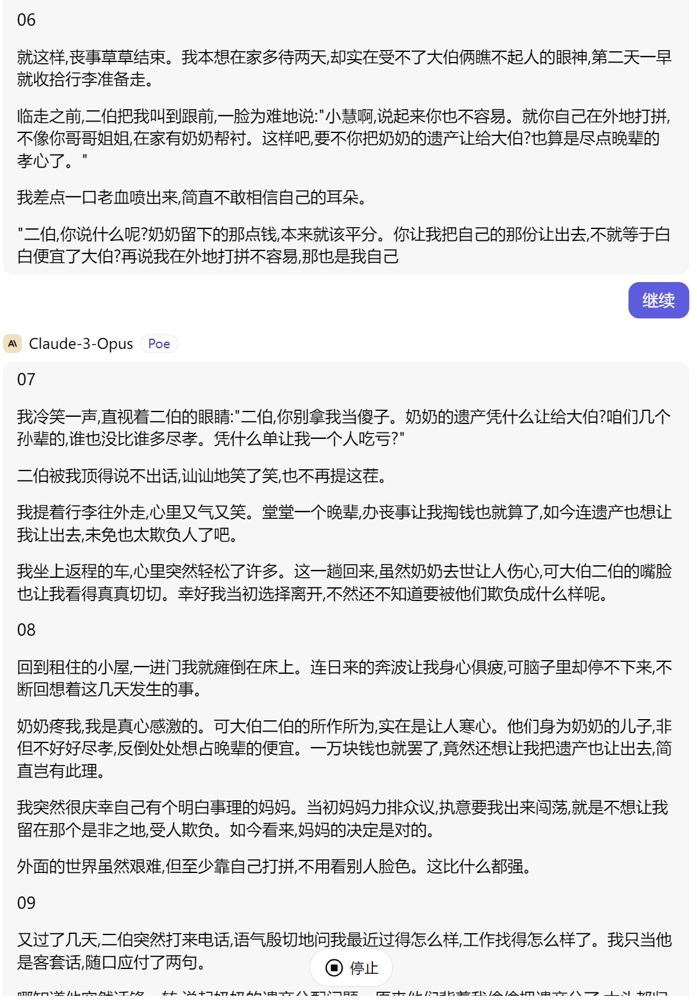 06
就这样,丧事草草结束。我本想在家多待两天,却实在受不了大伯俩瞧不起人的眼神,第二天一早
就收拾行李准备走。
临走之前,二伯把我叫到跟前,一脸为难地说:"小慧啊,说起来你也不容易。就你自己在外地打拼,
不像你哥哥姐姐,在家有奶奶帮衬。这样吧,要不你把奶奶的遗产让给大伯?也算是尽点晚辈的
孝心了。"
我差点一口老血喷出来,简直不敢相信自己的耳朵。
"二伯,你说什么呢?奶奶留下的那点钱,本来就该平分。你让我把自己的那份让出去,不就等于白
白便宜了大伯?再说我在外地打拼不容易,那也是我自己
继续
Claude-3-Opus Poe
07
我冷笑一声,直视着二伯的眼睛:"二伯,你别拿我当傻子。奶奶的遗产凭什么让给大伯?咱们几个
孙辈的,谁也没比谁多尽孝。凭什么单让我一个人吃亏?"
二伯被我顶得说不出话,讪讪地笑了笑,也不再提这茬。
我提着行李往外走,心里又气又笑。堂堂一个晚辈,办丧事让我掏钱也就算了,如今连遗产也想让
我让出去,未免也太欺负人了吧。
我坐上返程的车,心里突然轻松了许多。这一趟回来,虽然奶奶去世让人伤心,可大伯二伯的嘴脸
也让我看得真真切切。幸好我当初选择离开,不然还不知道要被他们欺负成什么样呢。
08
回到租住的小屋,一进门我就瘫倒在床上。连日来的奔波让我身心俱疲,可脑子里却停不下来,不
断回想着这几天发生的事。
奶奶疼我,我是真心感激的。可大伯二伯的所作所为,实在是让人寒心。他们身为奶奶的儿子,非
但不好好尽孝,反倒处处想占晚辈的便宜。一万块钱也就罢了,竟然还想让我把遗产也让出去,简
直岂有此理。
我突然很庆幸自己有个明白事理的妈妈。当初妈妈力排众议,执意要我出来闯荡,就是不想让我
留在那个是非之地,受人欺负。如今看来,妈妈的决定是对的。
外面的世界虽然艰难,但至少靠自己打拼,不用看别人脸色。这比什么都强。
09
又过了几天,二伯突然打来电话,语气殷切地问我最近过得怎么样,工作找得怎么样了。我只当他
是客套话,随口应付了两句。
停止